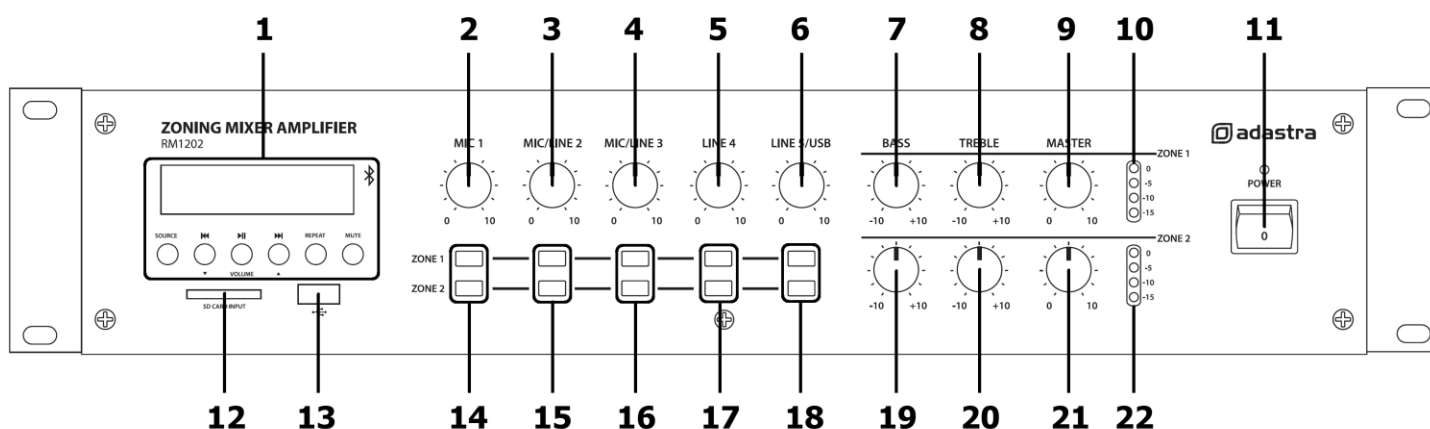 1 2 3 4 5 6 7 8 9 10 11
ZONING MIXER AMPLIFIER
RM1202
MIC 1 MIC/LINE 2 MIC/LINE 3 LINE 4 LINE 5/USB BASS TREBLE MASTER ZONE 1
adastra
POWER
0
-5
-10
-15
0 10 0 10 0 10 0 10 0 10 -10 +10 -10 +10 0 10
SOURCE REPEAT MUTE
VOLUME
0
ZONE 2
ZONE 1
ZONE 2
0
-5
-10
-15
SD CARD INPUT
-10 +10 -10 +10 0 10
12 13 14 15 16 17 18 19 20 21 22